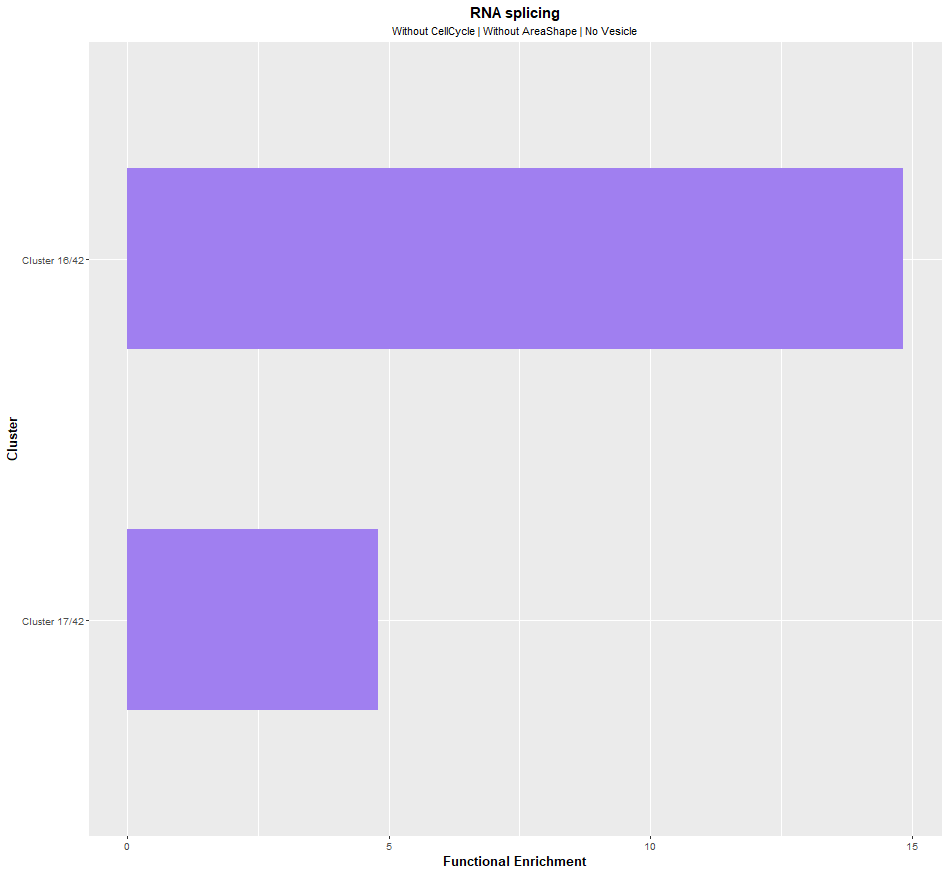 RNA splicing
Without CellCycle | Without AreaShape | No Vesicle
Cluster 16/42
Cluster
Cluster 17/42
0 5 10 15
Functional Enrichment